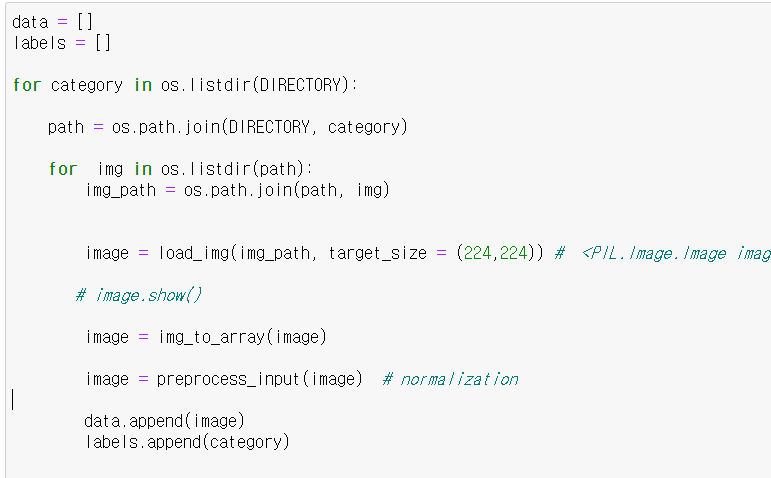 data = []
labels = []
for category in os.listdir(DIRECTORY):
path = os.path.join(DIRECTORY, category)
for  img in os.listdir(path):
img_path = os.path.join(path, img)
image = load_img(img_path, target_size = (224,224)) #  <PIL.Image.Image imag
# image.show()
image = img_to_array(image)
image = preprocess_input(image)  # normalization
data.append(image)
labels.append(category)